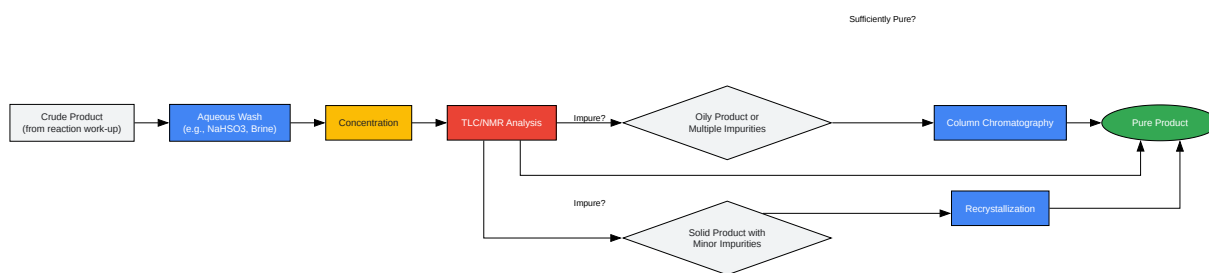 Sufficiently Pure?
Crude Product
(from reaction work-up)
Aqueous Wash
(e.g., NaHSO3, Brine)
Concentration
TLC/NMR Analysis
Impure?
Oily Product or
Multiple Impurities
Column Chromatography
Pure Product
Impure?
Solid Product with
Minor Impurities
Recrystallization